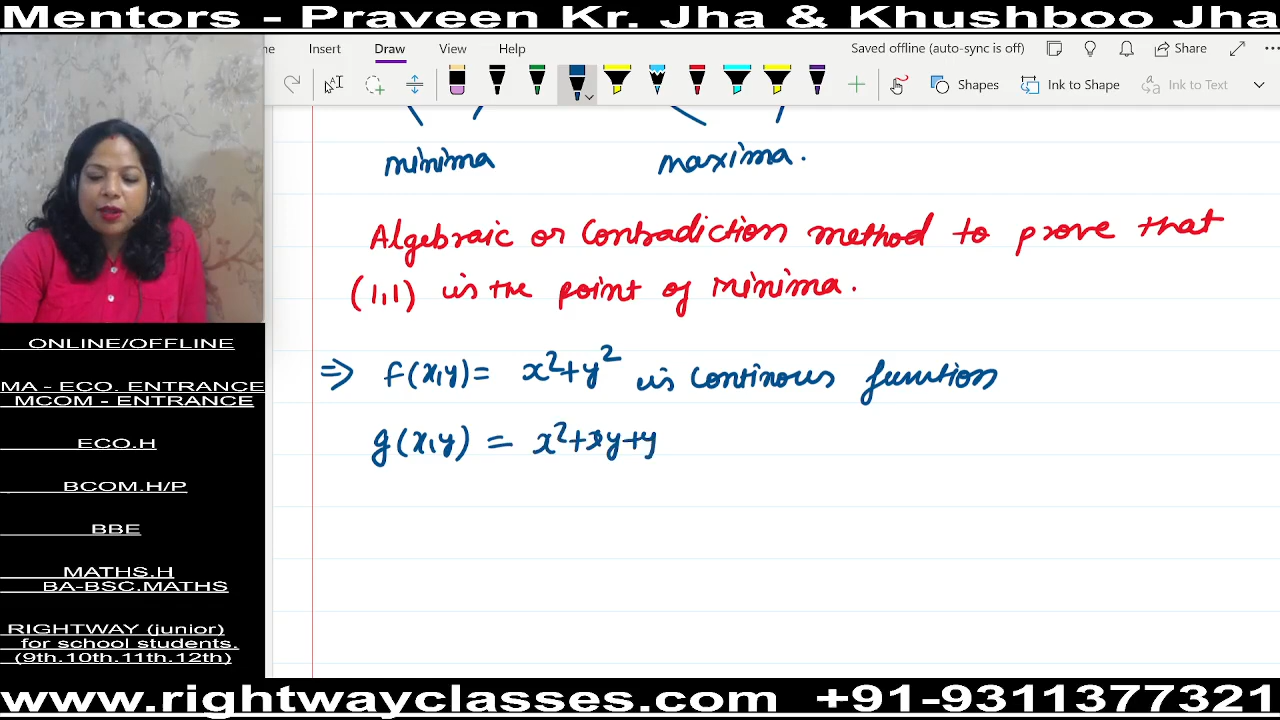 Mentors - Praveen Kr. Jha & Khushboo Jha
Insert Draw View Help Saved offline (auto-sync is off) Share
Shapes Ink to Shape Ink to Text
minima maxima.
Algebraic or Contradiction method to prove that
(1,1) is the point of minima.
⇒ f(x,y) = x²+y² is continous function
g(x,y) = x²+xy+y
ONLINE/OFFLINE
MA - ECO. ENTRANCE
MCOM - ENTRANCE
ECO.H
BCOM.H/P
BBE
MATHS.H
BA-BSC.MATHS
RIGHTWAY (junior)
for school students.
(9th.10th.11th.12th)
www.rightwayclasses.com +91-9311377321